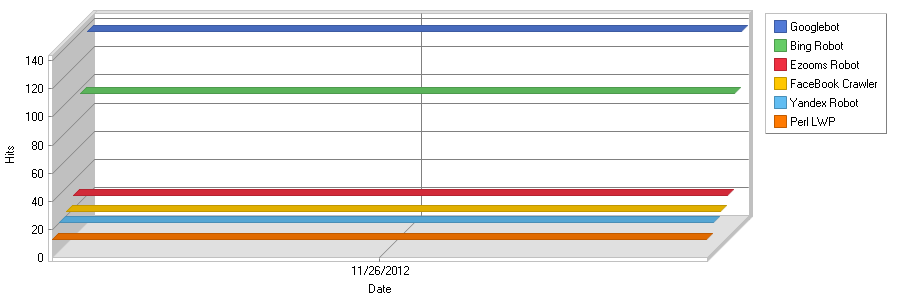 Googlebot
Bing Robot
Ezooms Robot
FaceBook Crawler
Yandex Robot
Perl LWP
140
120
100
80
60
40
20
0
Hits
11/26/2012
Date